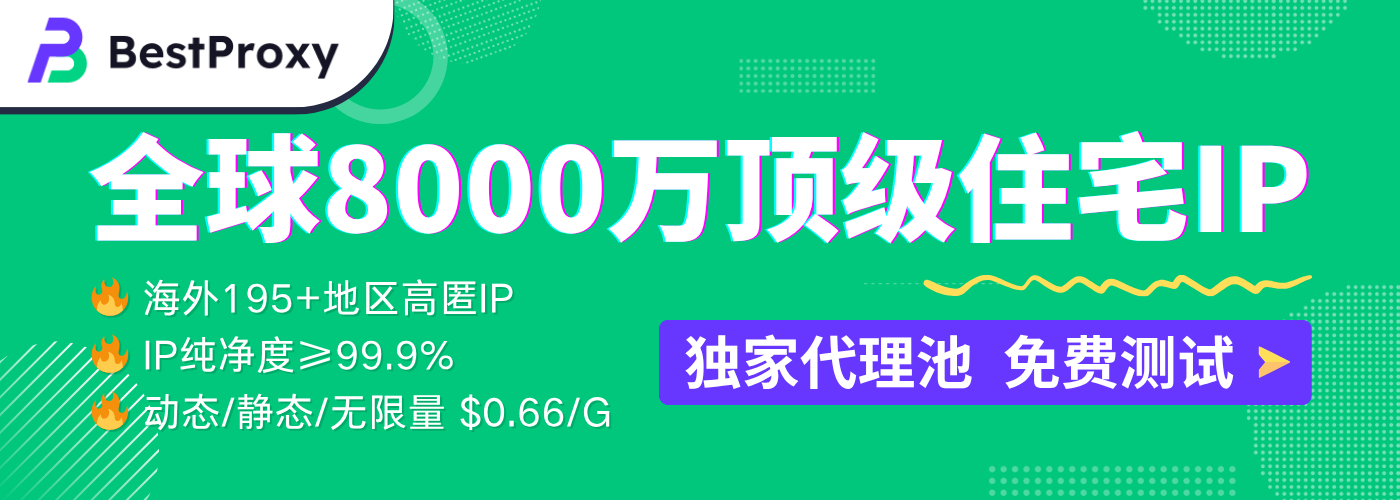 BestProxy
全球8000万顶级住宅IP
海外195+地区高匿IP
IP纯净度≥99.9%
动态/静态/无限量 $0.66/G
独家代理池 免费测试